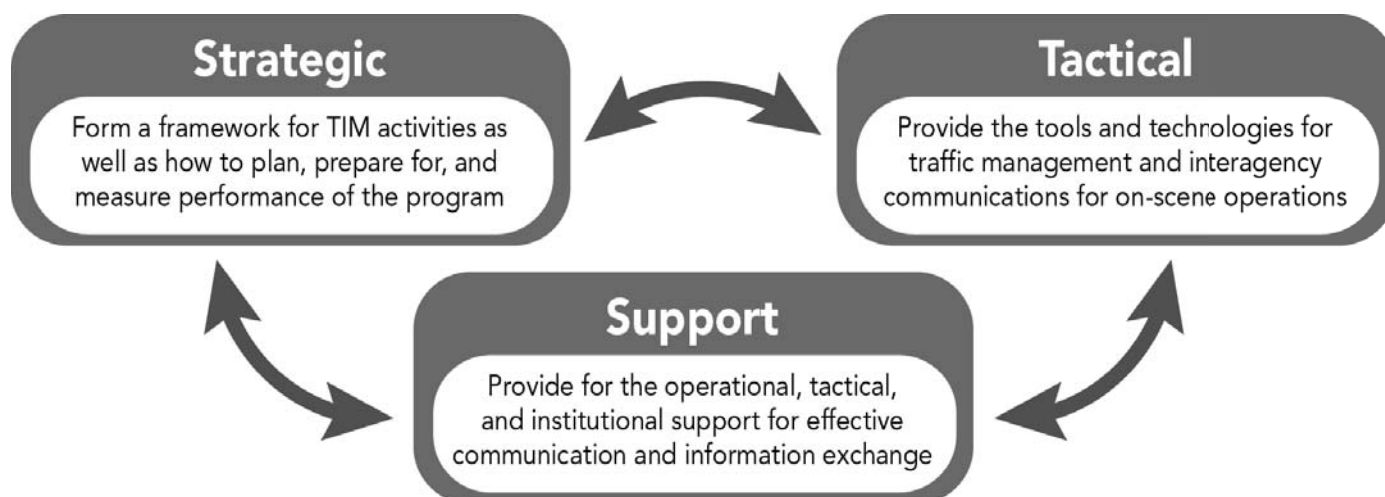 Strategic
Form a framework for TIM activities as
well as how to plan, prepare for, and
measure performance of the program
Tactical
Provide the tools and technologies for
traffic management and interagency
communications for on-scene operations
Support
Provide for the operational, tactical,
and institutional support for effective
communication and information exchange